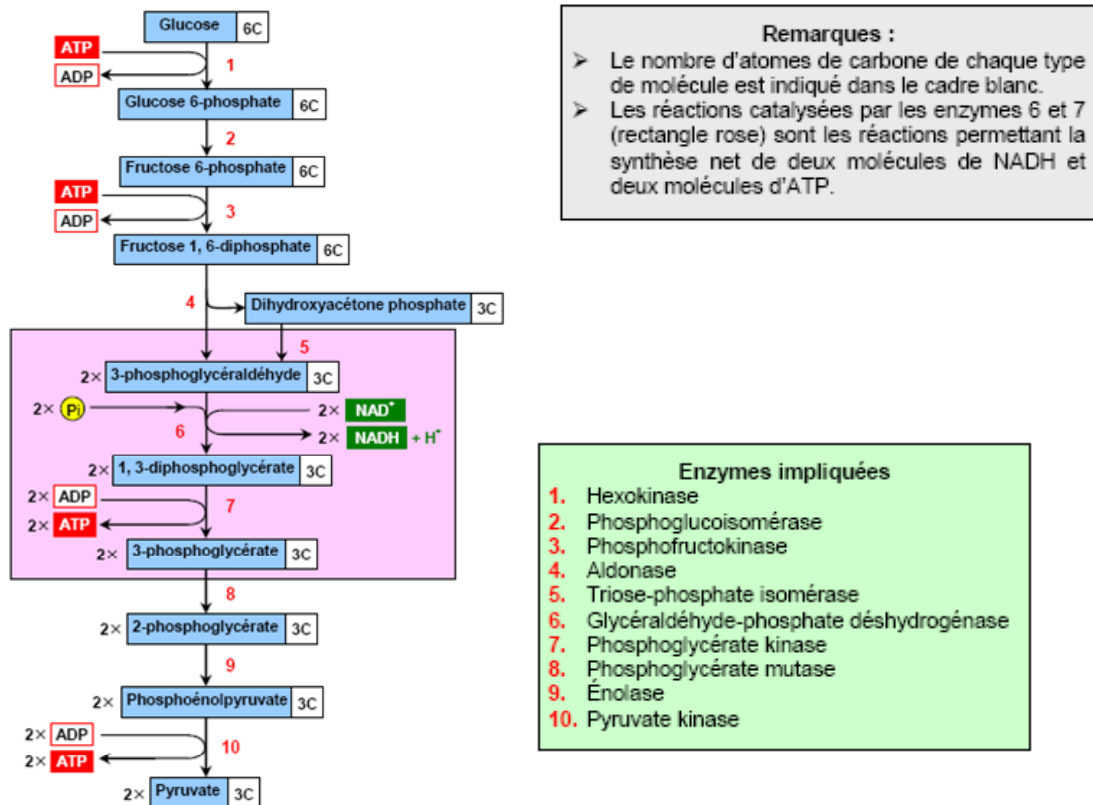 Glucose 6C
ATP
ADP
1
Glucose 6-phosphate 6C
2
Fructose 6-phosphate 6C
ATP
ADP
3
Fructose 1, 6-diphosphate 6C
4
Dihydroxyacétone phosphate 3C
5
2× 3-phosphoglycéraldéhyde 3C
2× Pi
2× NAD+
6
2× NADH + H+
2× 1, 3-diphosphoglycérate 3C
2× ADP
7
2× ATP
2× 3-phosphoglycérate 3C
8
2× 2-phosphoglycérate 3C
9
2× Phosphoénolpyruvate 3C
2× ADP
10
2× ATP
2× Pyruvate 3C
Remarques :
➢ Le nombre d'atomes de carbone de chaque type
de molécule est indiqué dans le cadre blanc.
➢ Les réactions catalysées par les enzymes 6 et 7
(rectangle rose) sont les réactions permettant la
synthèse net de deux molécules de NADH et
deux molécules d'ATP.
Enzymes impliquées
1. Hexokinase
2. Phosphoglucoisomérase
3. Phosphofructokinase
4. Aldonase
5. Triose-phosphate isomérase
6. Glycéraldéhyde-phosphate déshydrogénase
7. Phosphoglycérate kinase
8. Phosphoglycérate mutase
9. Énolase
10. Pyruvate kinase